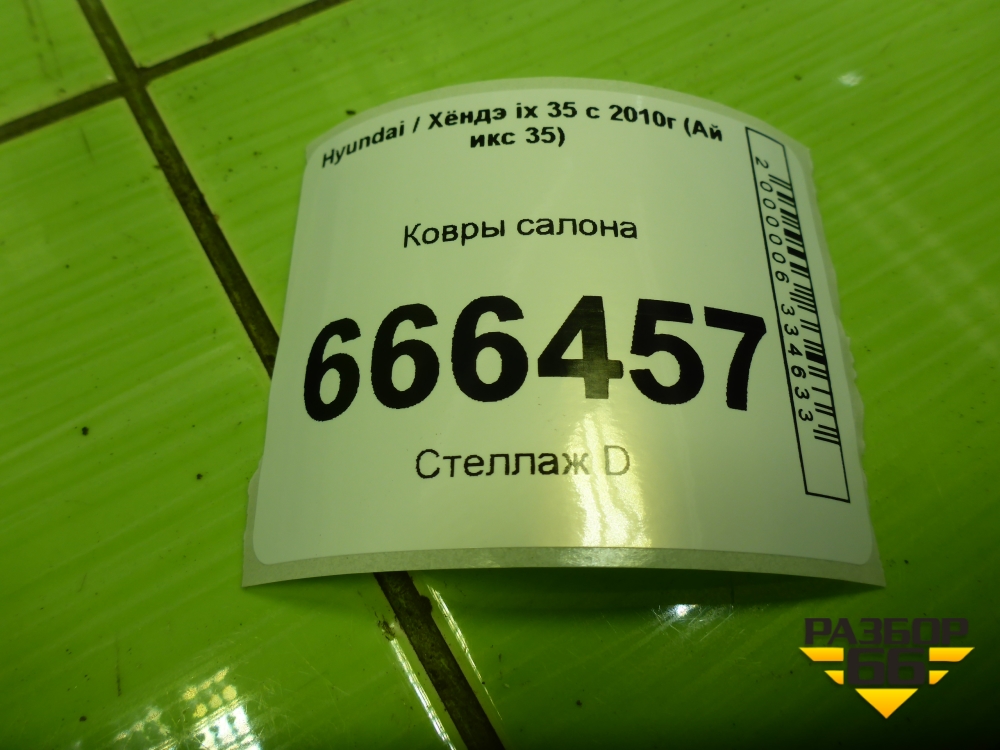 Hyundai / Хёндэ ix 35 с 2010г (Ай
икс 35)
Ковры салона
666457
Стеллаж D
2000006334633
РАЗБОР
66